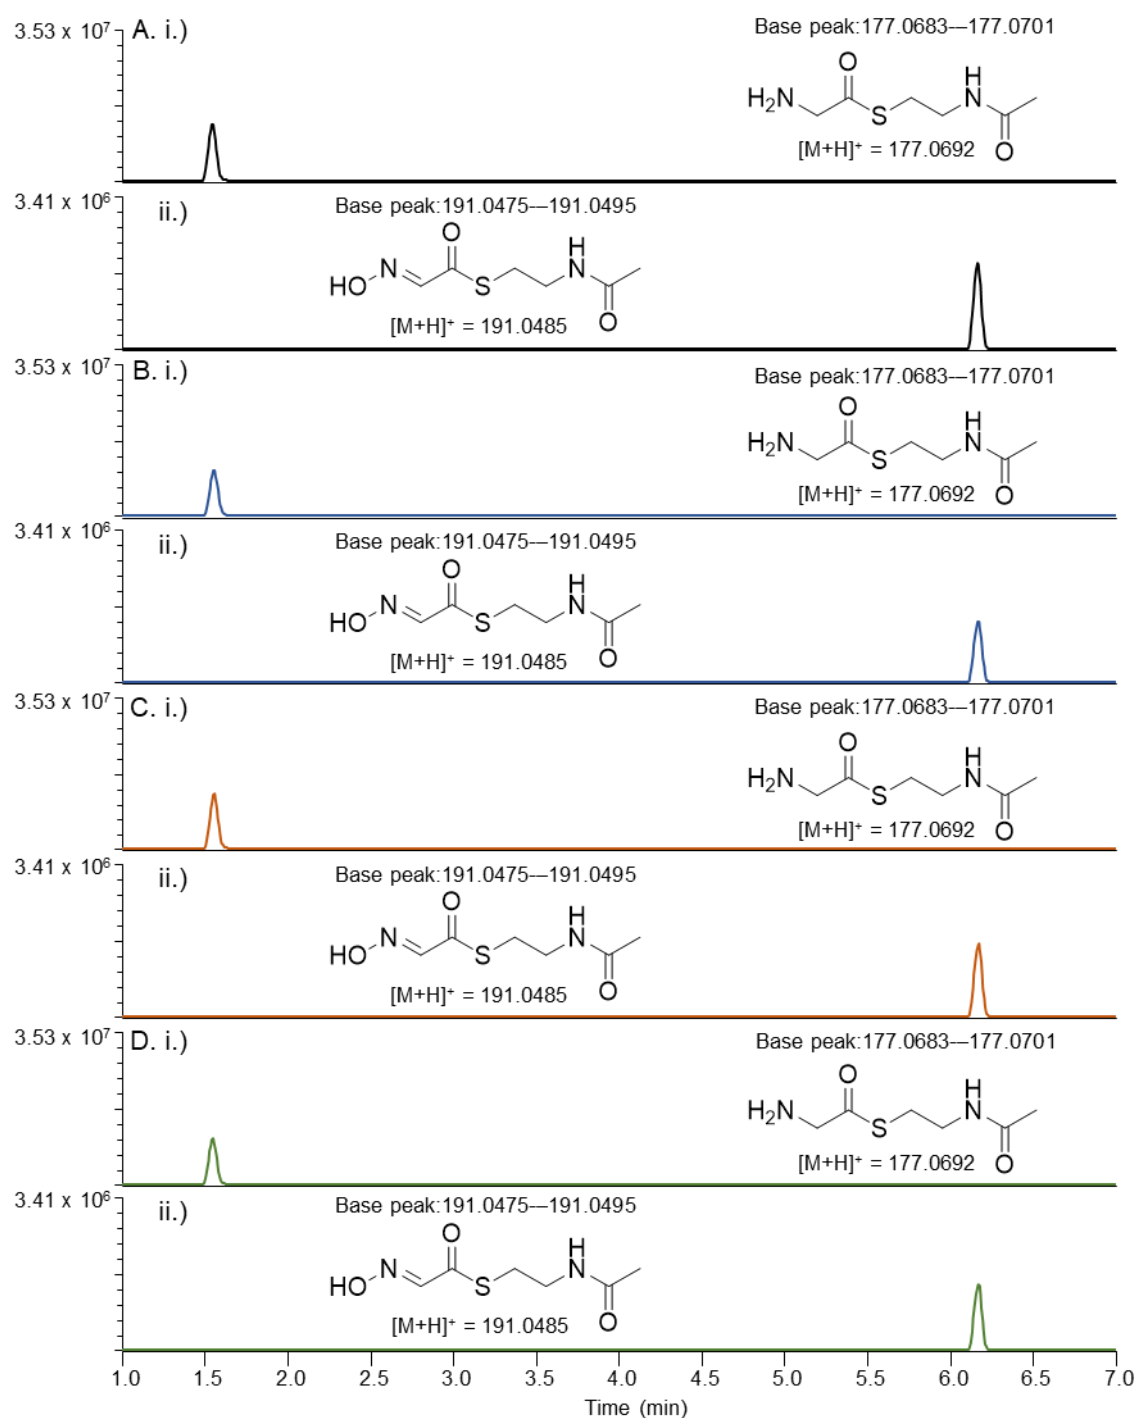 3.53 x 10⁷
A. i.)
Base peak:177.0683-–177.0701
O
H
H₂N
S
N
O
[M+H]⁺ = 177.0692
3.41 x 10⁶
ii.)
Base peak:191.0475-–191.0495
O
H
HO
N
S
N
O
[M+H]⁺ = 191.0485
3.53 x 10⁷
B. i.)
Base peak:177.0683-–177.0701
O
H
H₂N
S
N
O
[M+H]⁺ = 177.0692
3.41 x 10⁶
ii.)
Base peak:191.0475-–191.0495
O
H
HO
N
S
N
O
[M+H]⁺ = 191.0485
3.53 x 10⁷
C. i.)
Base peak:177.0683-–177.0701
O
H
H₂N
S
N
O
[M+H]⁺ = 177.0692
3.41 x 10⁶
ii.)
Base peak:191.0475-–191.0495
O
H
HO
N
S
N
O
[M+H]⁺ = 191.0485
3.53 x 10⁷
D. i.)
Base peak:177.0683-–177.0701
O
H
H₂N
S
N
O
[M+H]⁺ = 177.0692
3.41 x 10⁶
ii.)
Base peak:191.0475-–191.0495
O
H
HO
N
S
N
O
[M+H]⁺ = 191.0485
1.0 1.5 2.0 2.5 3.0 3.5 4.0 4.5 5.0 5.5 6.0 6.5 7.0
Time (min)